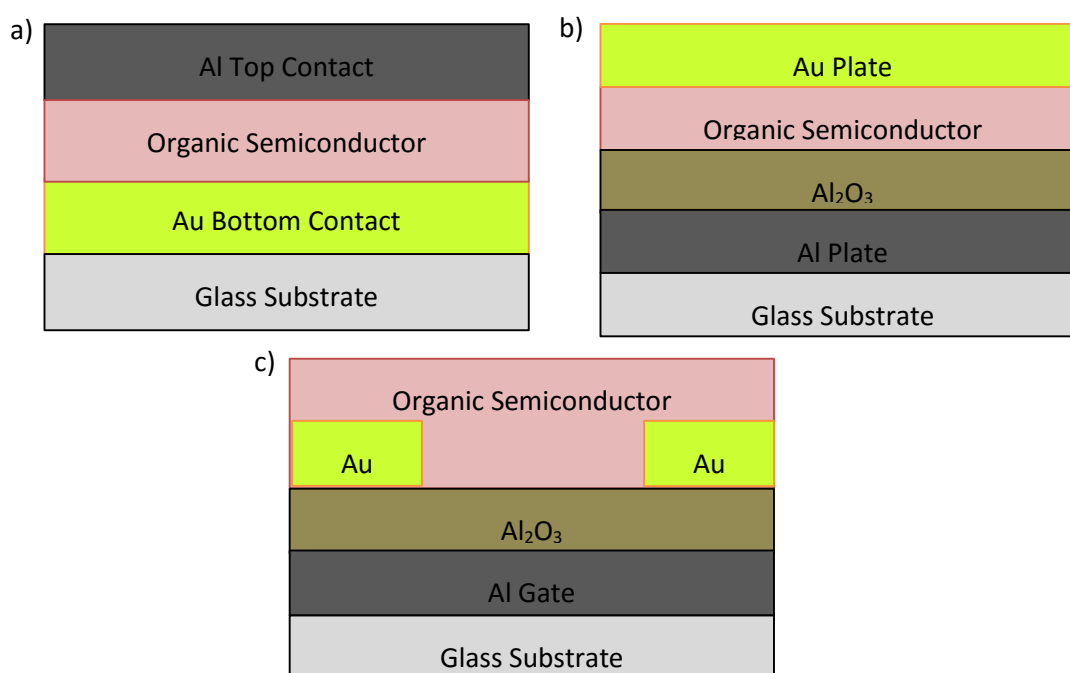 a)
Al Top Contact
Organic Semiconductor
Au Bottom Contact
Glass Substrate
b)
Au Plate
Organic Semiconductor
Al₂O₃
Al Plate
Glass Substrate
c)
Organic Semiconductor
Au Au
Al₂O₃
Al Gate
Glass Substrate